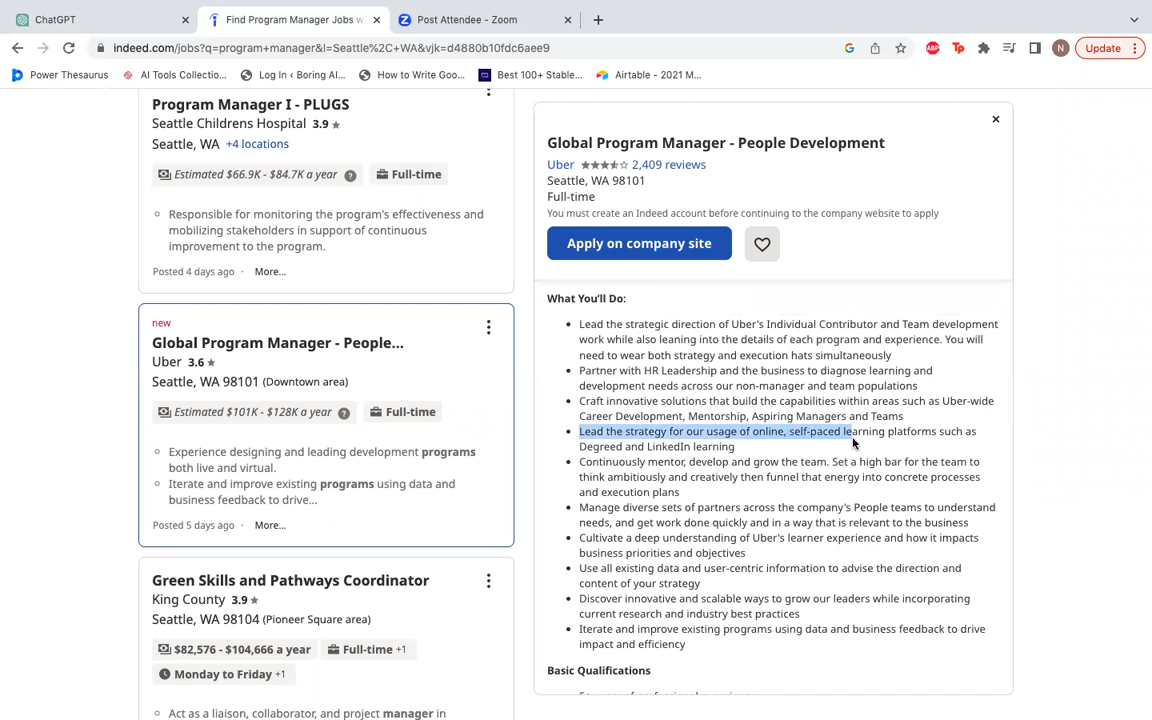 ChatGPT
Find Program Manager Jobs w
Post Attendee - Zoom
indeed.com/jobs?q=program+manager&l=Seattle%2C+WA&vjk=d4880b10fdc6aee9
ABP
Tp
N
Update
Power Thesaurus
AI Tools Collectio...
Log In ‹ Boring AI...
How to Write Goo...
Best 100+ Stable...
Airtable - 2021 M...
Program Manager I - PLUGS
Seattle Childrens Hospital 3.9
Seattle, WA +4 locations
Estimated $66.9K - $84.7K a year ?
Full-time
Responsible for monitoring the program's effectiveness and
mobilizing stakeholders in support of continuous
improvement to the program.
Posted 4 days ago · More...
new
Global Program Manager - People...
Uber 3.6
Seattle, WA 98101 (Downtown area)
Estimated $101K - $128K a year ?
Full-time
Experience designing and leading development programs
both live and virtual.
Iterate and improve existing programs using data and
business feedback to drive...
Posted 5 days ago · More...
Green Skills and Pathways Coordinator
King County 3.9
Seattle, WA 98104 (Pioneer Square area)
$82,576 - $104,666 a year
Full-time +1
Monday to Friday +1
Act as a liaison, collaborator, and project manager in
Global Program Manager - People Development
Uber 2,409 reviews
Seattle, WA 98101
Full-time
You must create an Indeed account before continuing to the company website to apply
Apply on company site
What You'll Do:
Lead the strategic direction of Uber's Individual Contributor and Team development
work while also leaning into the details of each program and experience. You will
need to wear both strategy and execution hats simultaneously
Partner with HR Leadership and the business to diagnose learning and
development needs across our non-manager and team populations
Craft innovative solutions that build the capabilities within areas such as Uber-wide
Career Development, Mentorship, Aspiring Managers and Teams
Lead the strategy for our usage of online, self-paced learning platforms such as
Degreed and LinkedIn learning
Continuously mentor, develop and grow the team. Set a high bar for the team to
think ambitiously and creatively then funnel that energy into concrete processes
and execution plans
Manage diverse sets of partners across the company's People teams to understand
needs, and get work done quickly and in a way that is relevant to the business
Cultivate a deep understanding of Uber's learner experience and how it impacts
business priorities and objectives
Use all existing data and user-centric information to advise the direction and
content of your strategy
Discover innovative and scalable ways to grow our leaders while incorporating
current research and industry best practices
Iterate and improve existing programs using data and business feedback to drive
impact and efficiency
Basic Qualifications